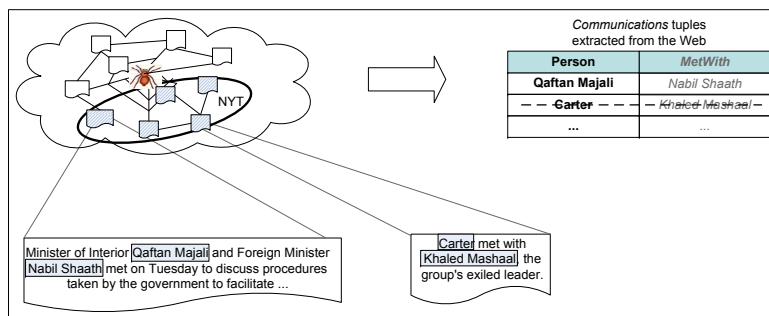 Communications tuples
extracted from the Web
Person MetWith
Qaftan Majali Nabil Shaath
Carter Khaled Mashaal
... ...
NYT
Minister of Interior Qaftan Majali and Foreign Minister
Nabil Shaath met on Tuesday to discuss procedures
taken by the government to facilitate ...
Carter met with
Khaled Mashaal, the
group's exiled leader.